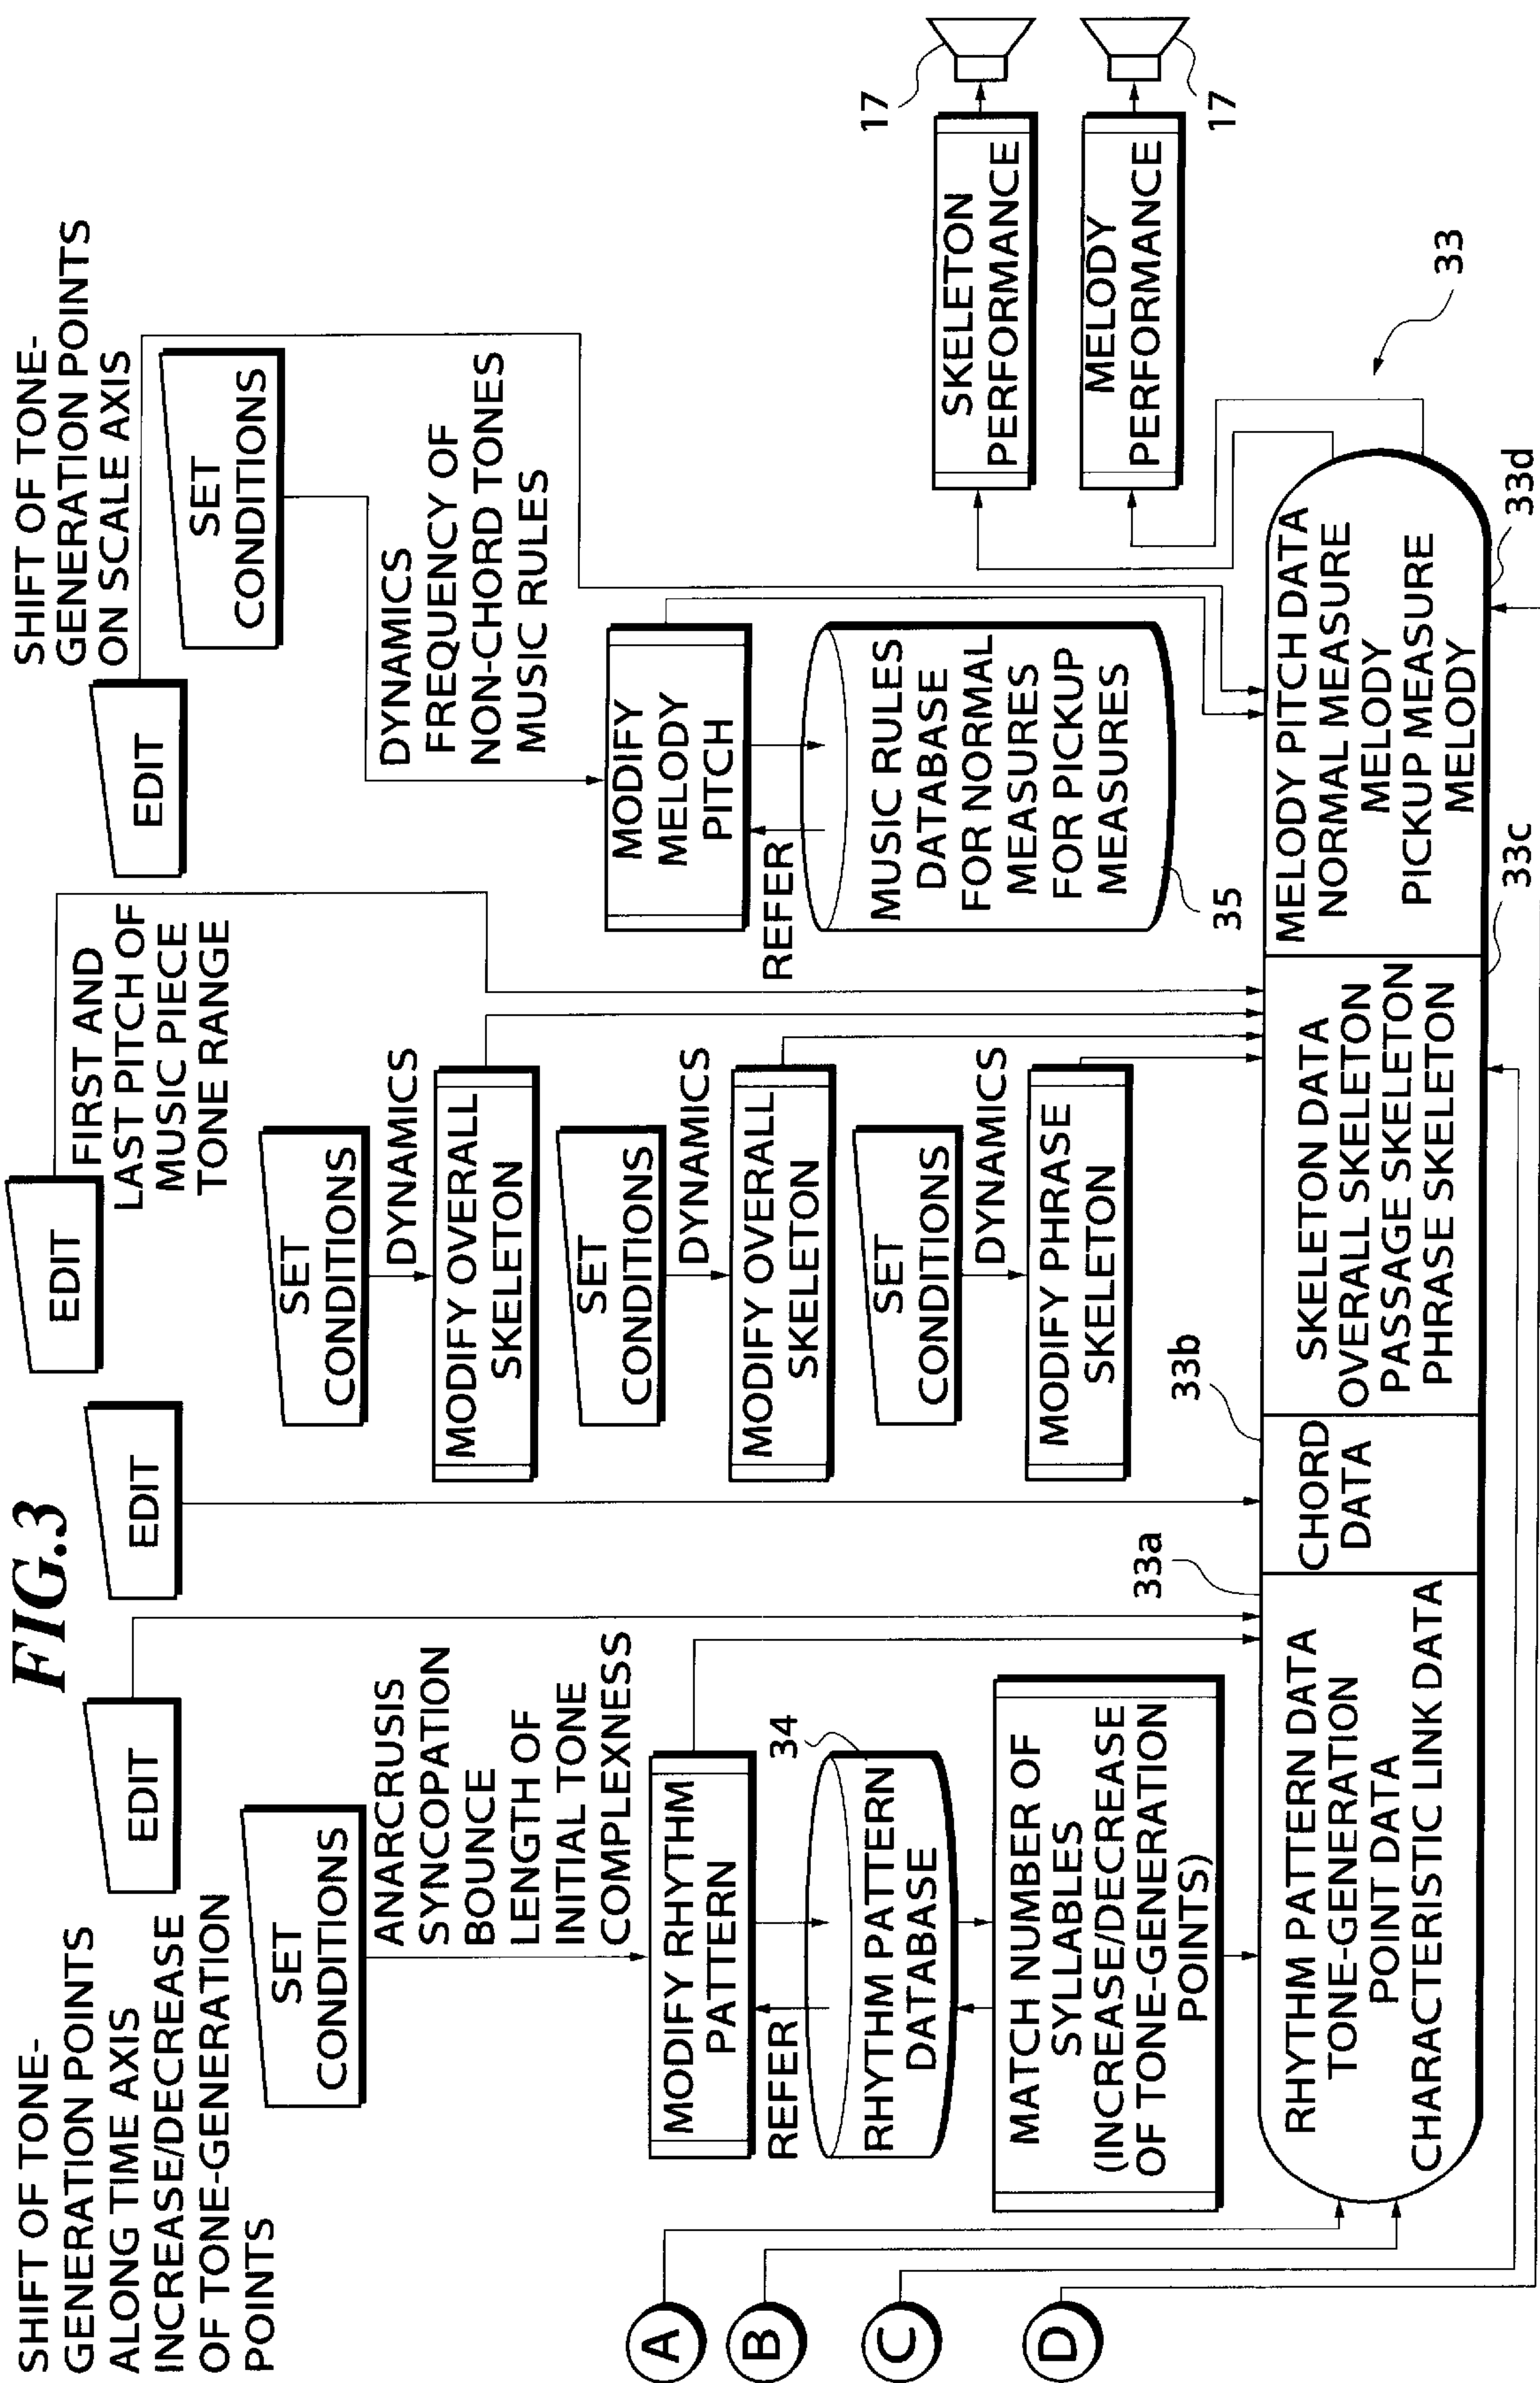 FIG.3
SHIFT OF TONE-
GENERATION POINTS
ALONG TIME AXIS
INCREASE/DECREASE
OF TONE-GENERATION
POINTS
EDIT
SET
CONDITIONS
ANARCRUSIS
SYNCOPATION
BOUNCE
LENGTH OF
INITIAL TONE
COMPLEXNESS
MODIFY RHYTHM
PATTERN
REFER
34
RHYTHM PATTERN
DATABASE
MATCH NUMBER OF
SYLLABLES
(INCREASE/DECREASE
OF TONE-GENERATION
POINTS)
A
B
C
D
EDIT
EDIT
FIRST AND
LAST PITCH OF
MUSIC PIECE
TONE RANGE
SET
CONDITIONS
DYNAMICS
MODIFY OVERALL
SKELETON
SET
CONDITIONS
DYNAMICS
MODIFY OVERALL
SKELETON
SET
CONDITIONS
DYNAMICS
MODIFY PHRASE
SKELETON
SHIFT OF TONE-
GENERATION POINTS
ON SCALE AXIS
EDIT
SET
CONDITIONS
DYNAMICS
FREQUENCY OF
NON-CHORD TONES
MUSIC RULES
MODIFY
MELODY
PITCH
REFER
MUSIC RULES
DATABASE
FOR NORMAL
MEASURES
FOR PICKUP
MEASURES
35
17
SKELETON
PERFORMANCE
MELODY
PERFORMANCE
17
33
33a
RHYTHM PATTERN DATA
TONE-GENERATION
POINT DATA
CHARACTERISTIC LINK DATA
33b
CHORD
DATA
SKELETON DATA
OVERALL SKELETON
PASSAGE SKELETON
PHRASE SKELETON
33c
MELODY PITCH DATA
NORMAL MEASURE
MELODY
PICKUP MEASURE
MELODY
33d